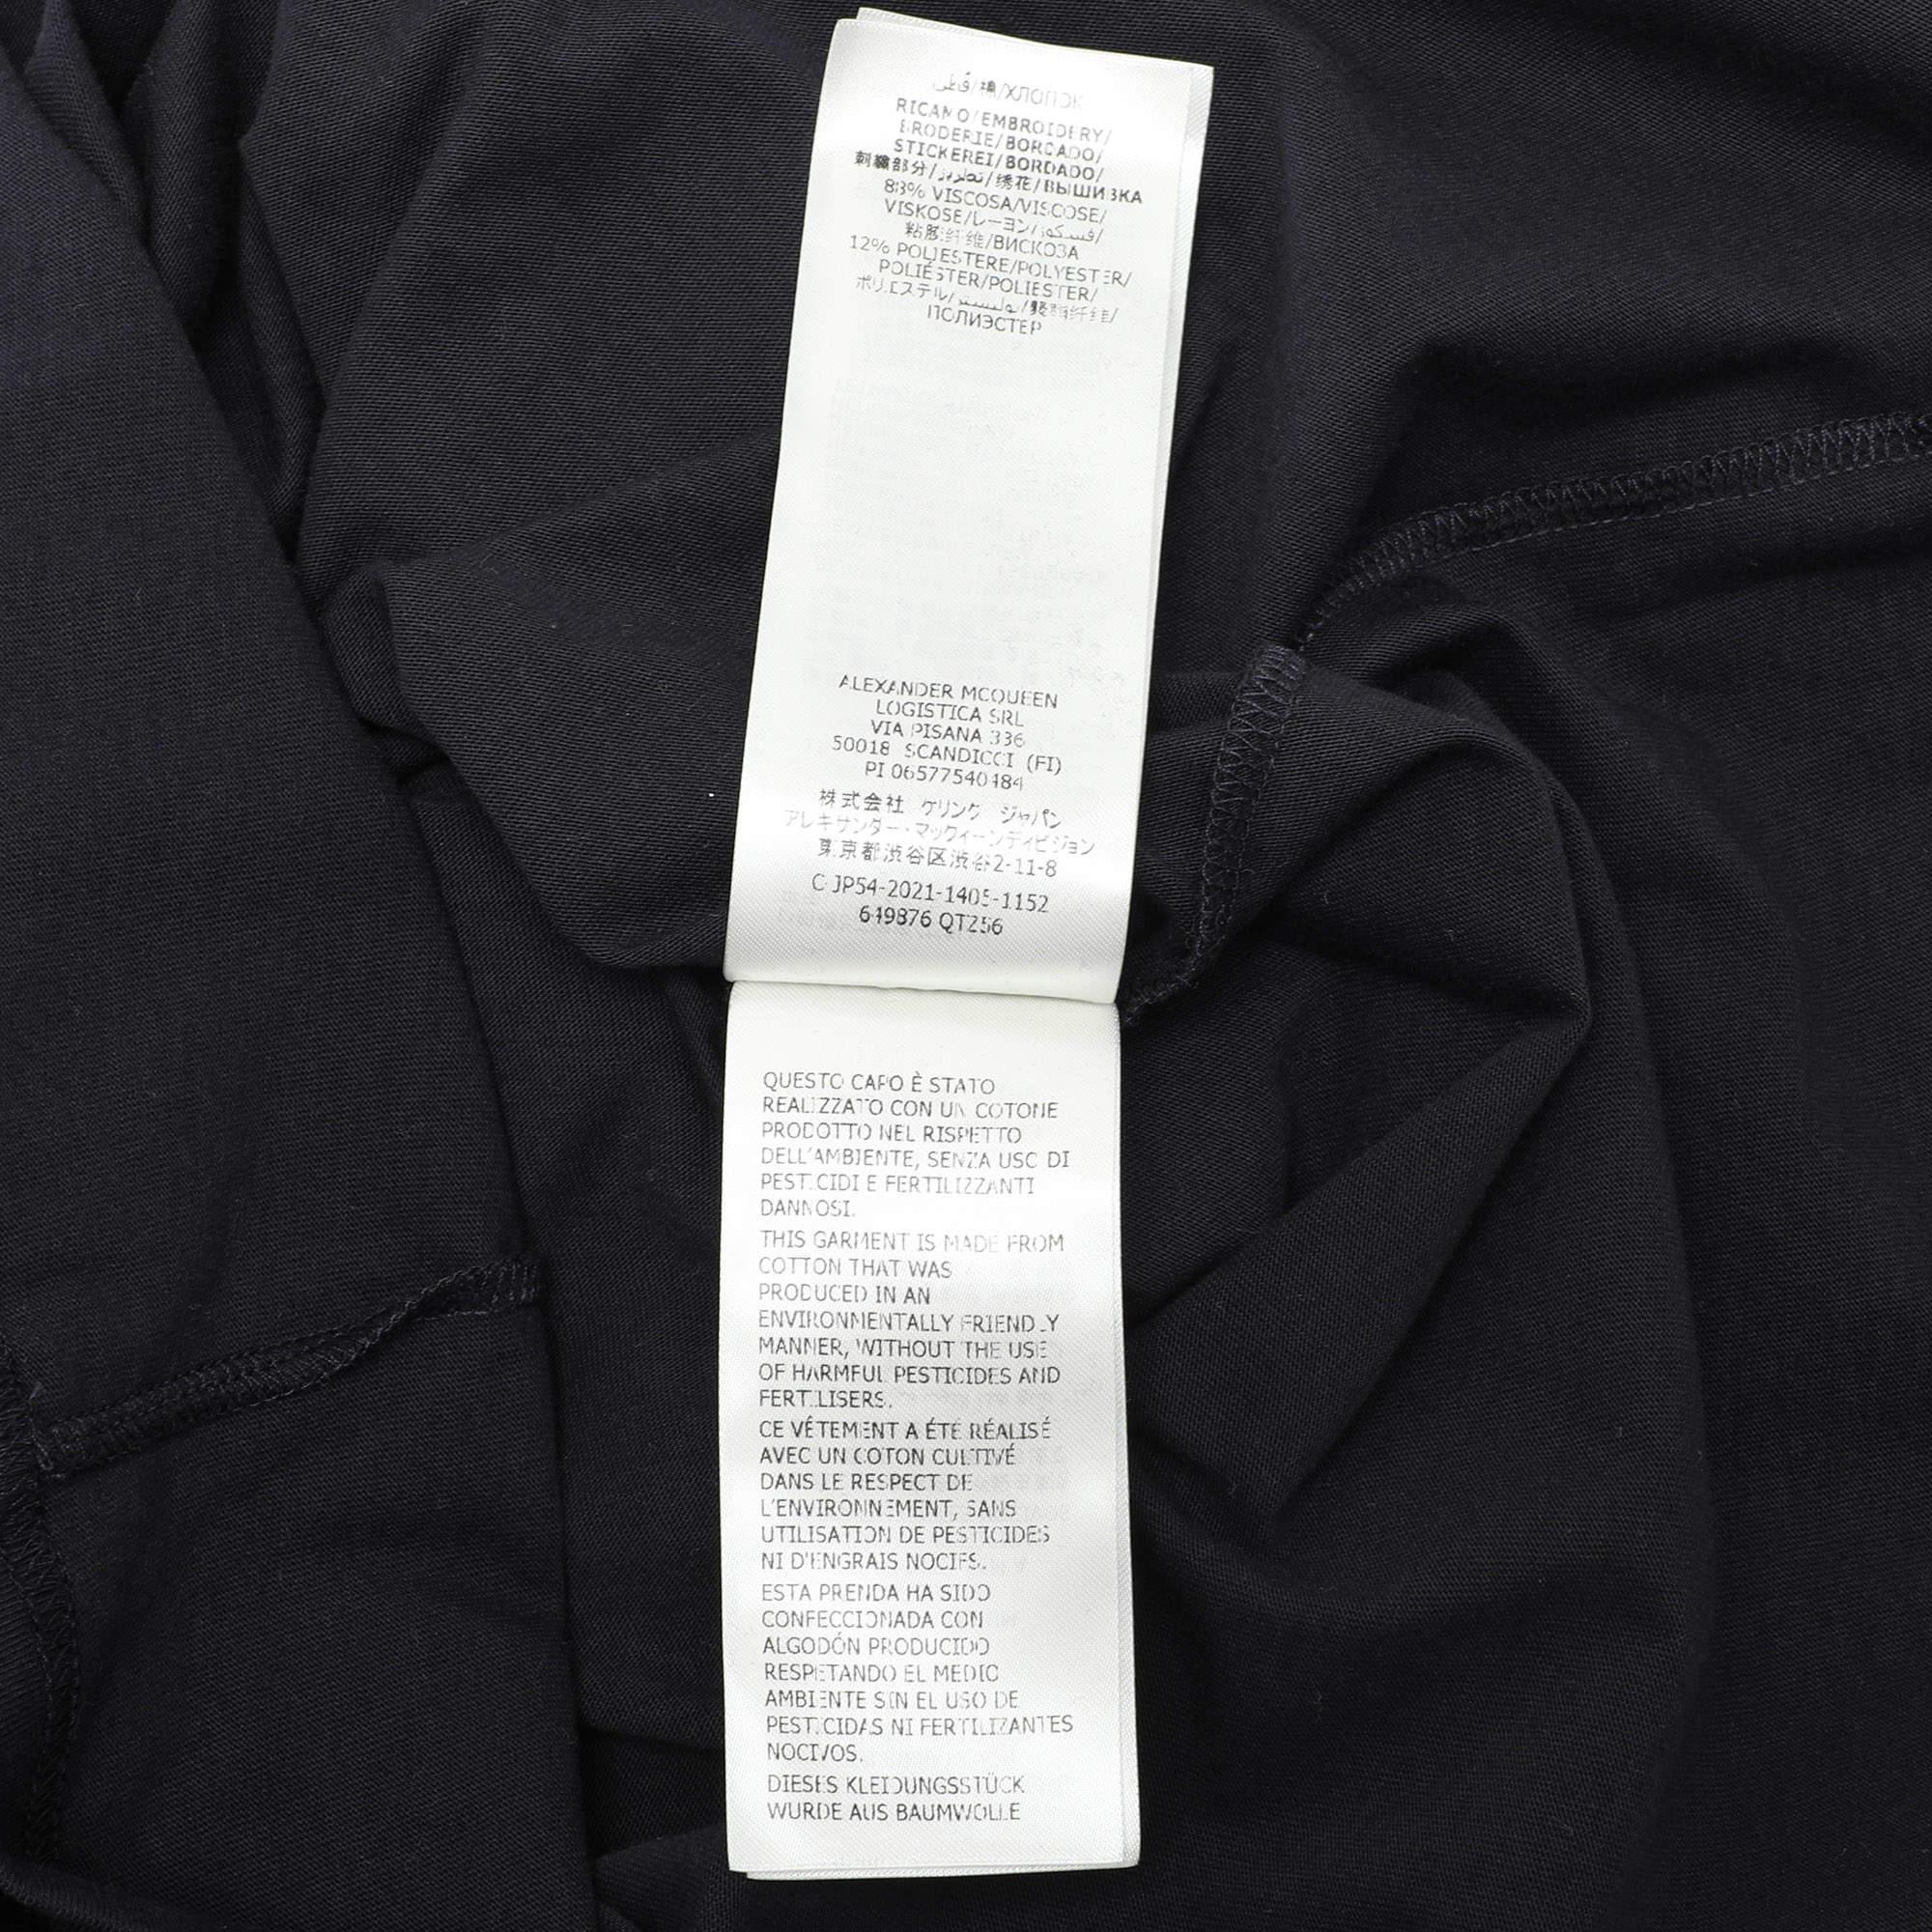 قطن/棉/ХЛОПОК
RICAMO/EMBROIDERY/
BRODERIE/BORDADO/
STICKEREI/BORDADO/
刺繍部分/تطريز/绣花/ВЫШИВКА
88% VISCOSA/VISCOSE/
VISKOSE/レーヨン/فسكوز/
粘胶纤维/ВИСКОЗА
12% POLIESTERE/POLYESTER/
POLIÉSTER/POLIESTER/
ポリエステル/بوليستر/聚酯纤维/
ПОЛИЭСТЕР
ALEXANDER MCQUEEN
LOGISTICA SRL
VIA PISANA 336
50018 SCANDICCI (FI)
PI 06577540484
株式会社 ケリング ジャパン
アレキサンダー・マックィーンディビジョン
東京都渋谷区渋谷2-11-8
C JP54-2021-1405-1152
649876 QTZ56
QUESTO CAPO È STATO
REALIZZATO CON UN COTONE
PRODOTTO NEL RISPETTO
DELL'AMBIENTE, SENZA USO DI
PESTICIDI E FERTILIZZANTI
DANNOSI.
THIS GARMENT IS MADE FROM
COTTON THAT WAS
PRODUCED IN AN
ENVIRONMENTALLY FRIENDLY
MANNER, WITHOUT THE USE
OF HARMFUL PESTICIDES AND
FERTILISERS.
CE VÉTEMENT A ÉTÉ RÉALISÉ
AVEC UN COTON CULTIVÉ
DANS LE RESPECT DE
L'ENVIRONNEMENT, SANS
UTILISATION DE PESTICIDES
NI D'ENGRAIS NOCIFS.
ESTA PRENDA HA SIDO
CONFECCIONADA CON
ALGODÓN PRODUCIDO
RESPETANDO EL MEDIO
AMBIENTE SIN EL USO DE
PESTICIDAS NI FERTILIZANTES
NOCIVOS.
DIESES KLEIDUNGSSTÜCK
WURDE AUS BAUMWOLLE